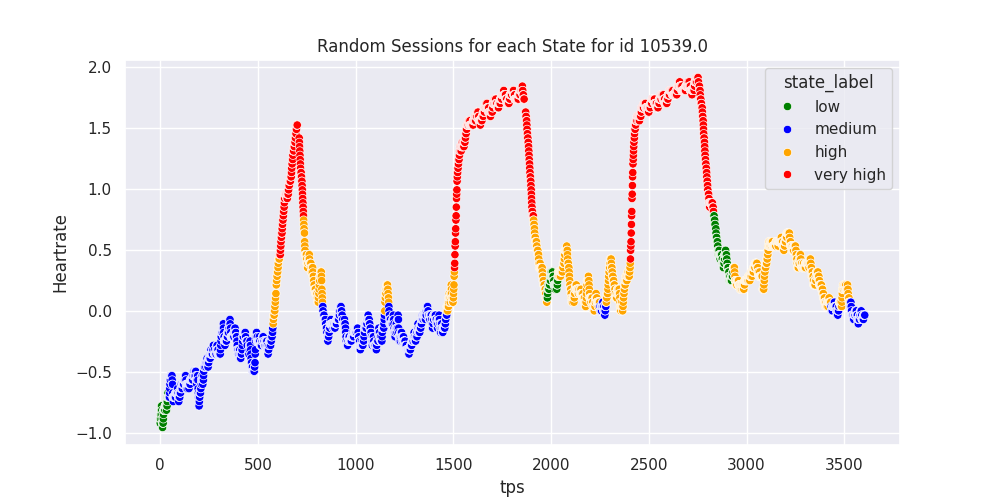 Random Sessions for each State for id 10539.0
2.0
1.5
1.0
0.5
0.0
−0.5
−1.0
Heartrate
state_label
low
medium
high
very high
0 500 1000 1500 2000 2500 3000 3500
tps